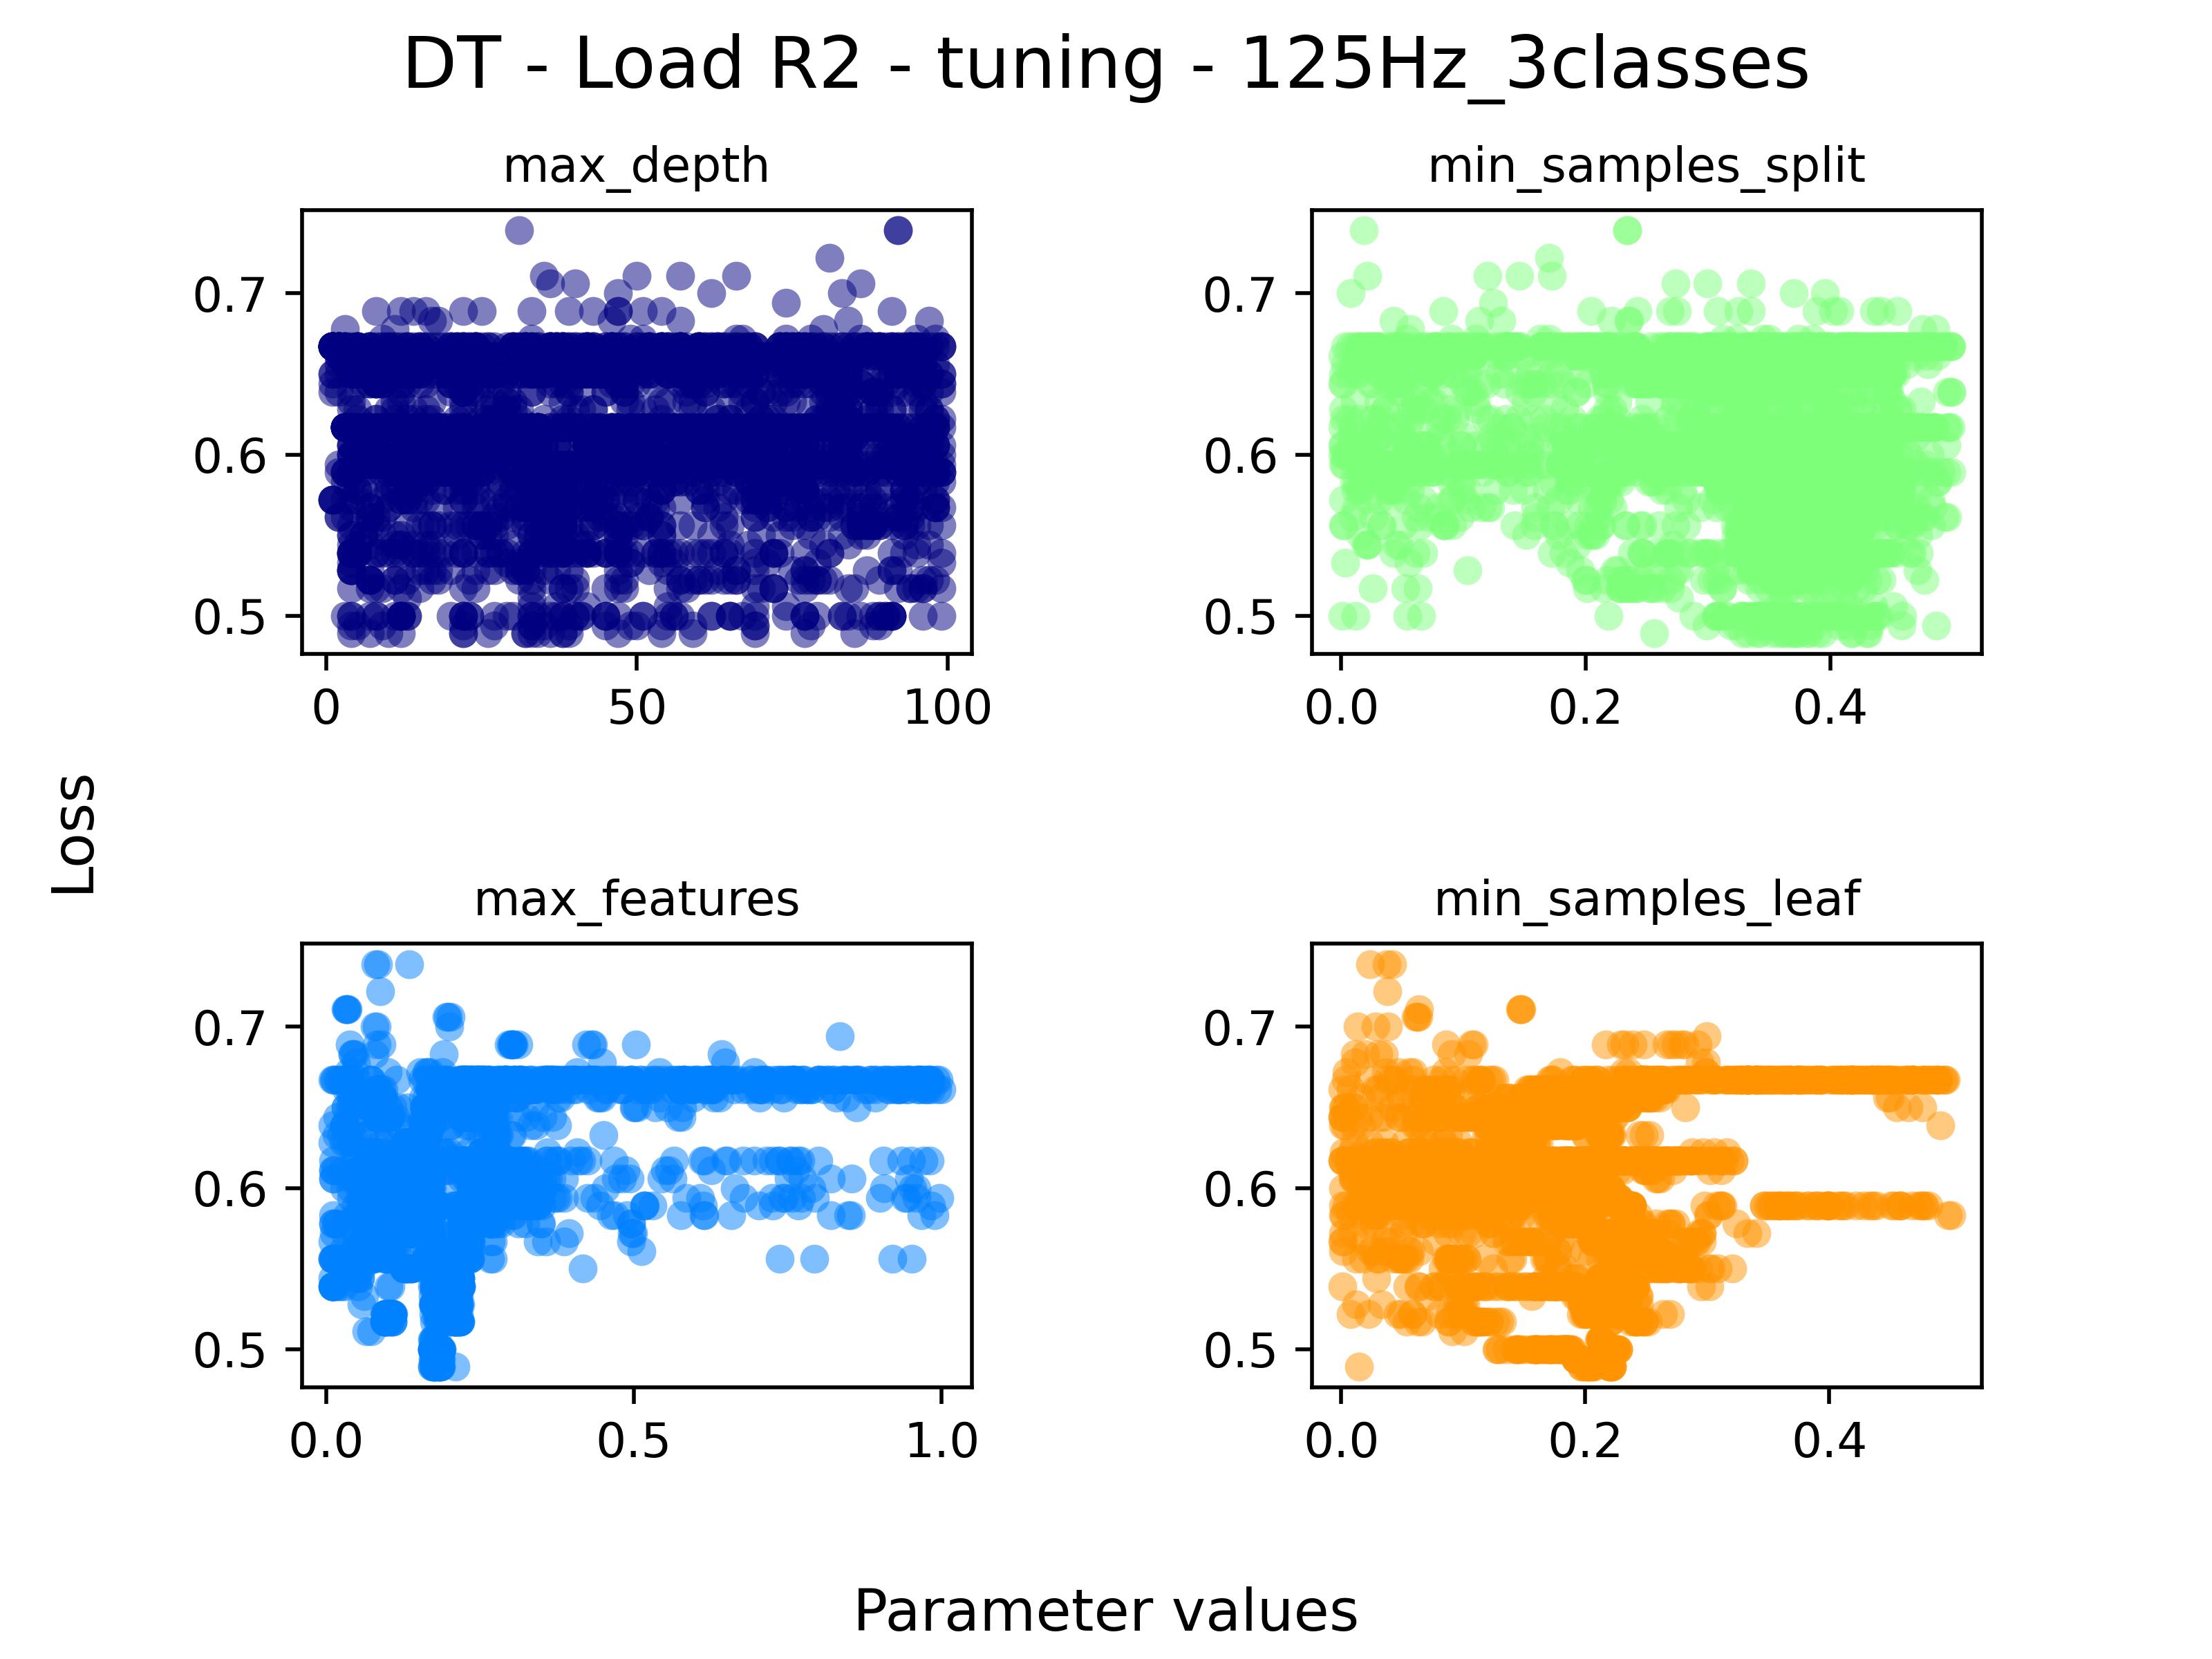 DT - Load R2 - tuning - 125Hz_3classes
max_depth
min_samples_split
0.7
0.6
0.5
0 50 100
0.7
0.6
0.5
0.0 0.2 0.4
Loss
max_features
min_samples_leaf
0.7
0.6
0.5
0.0 0.5 1.0
0.7
0.6
0.5
0.0 0.2 0.4
Parameter values